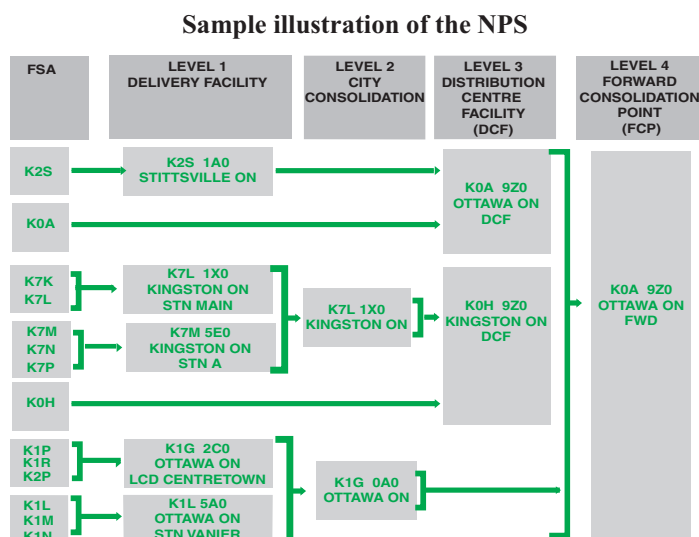 Sample illustration of the NPS
FSA
LEVEL 1
DELIVERY FACILITY
LEVEL 2
CITY
CONSOLIDATION
LEVEL 3
DISTRIBUTION
CENTRE
FACILITY
(DCF)
LEVEL 4
FORWARD
CONSOLIDATION
POINT
(FCP)
K2S
K2S 1A0
STITTSVILLE ON
K0A 9Z0
OTTAWA ON
DCF
K0A
K7K
K7L
K7L 1X0
KINGSTON ON
STN MAIN
K7L 1X0
KINGSTON ON
K0H 9Z0
KINGSTON ON
DCF
K0A 9Z0
OTTAWA ON
FWD
K7M
K7N
K7P
K7M 5E0
KINGSTON ON
STN A
K0H
K1P
K1R
K2P
K1G 2C0
OTTAWA ON
LCD CENTRETOWN
K1G 0A0
OTTAWA ON
K1L
K1M
K1N
K1L 5A0
OTTAWA ON
STN VANIER